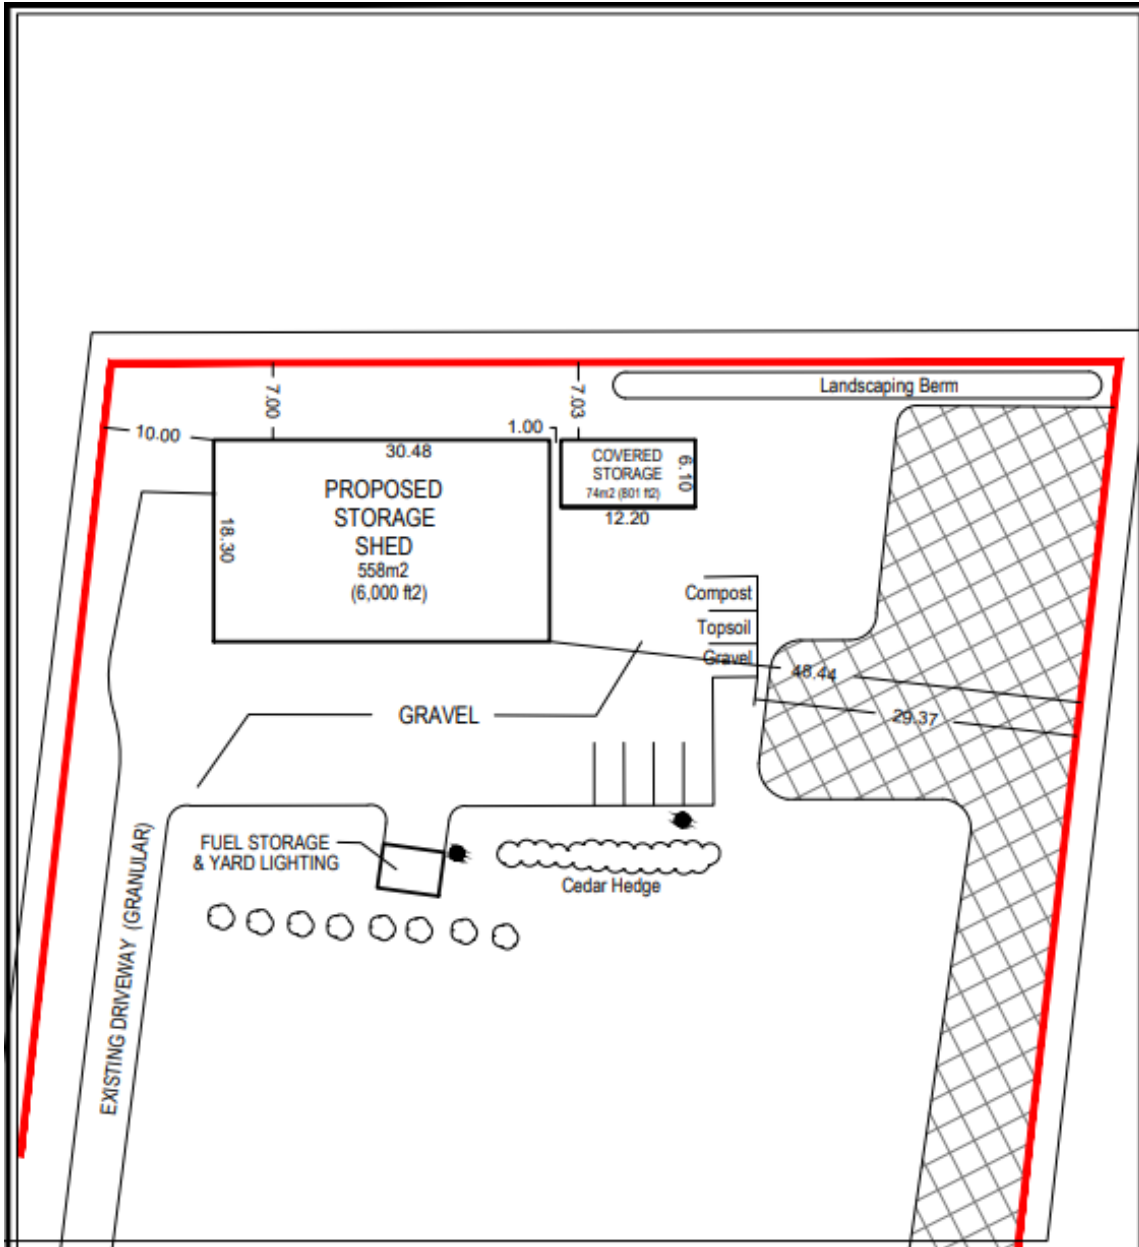 Landscaping Berm
7.00
7.03
10.00
1.00
30.48
PROPOSED
STORAGE
SHED
558m2
(6,000 ft2)
18.30
COVERED
STORAGE
74m2 (801 ft2)
6.10
12.20
Compost
Topsoil
Gravel
48.44
29.37
GRAVEL
FUEL STORAGE
& YARD LIGHTING
Cedar Hedge
EXISTING DRIVEWAY (GRANULAR)